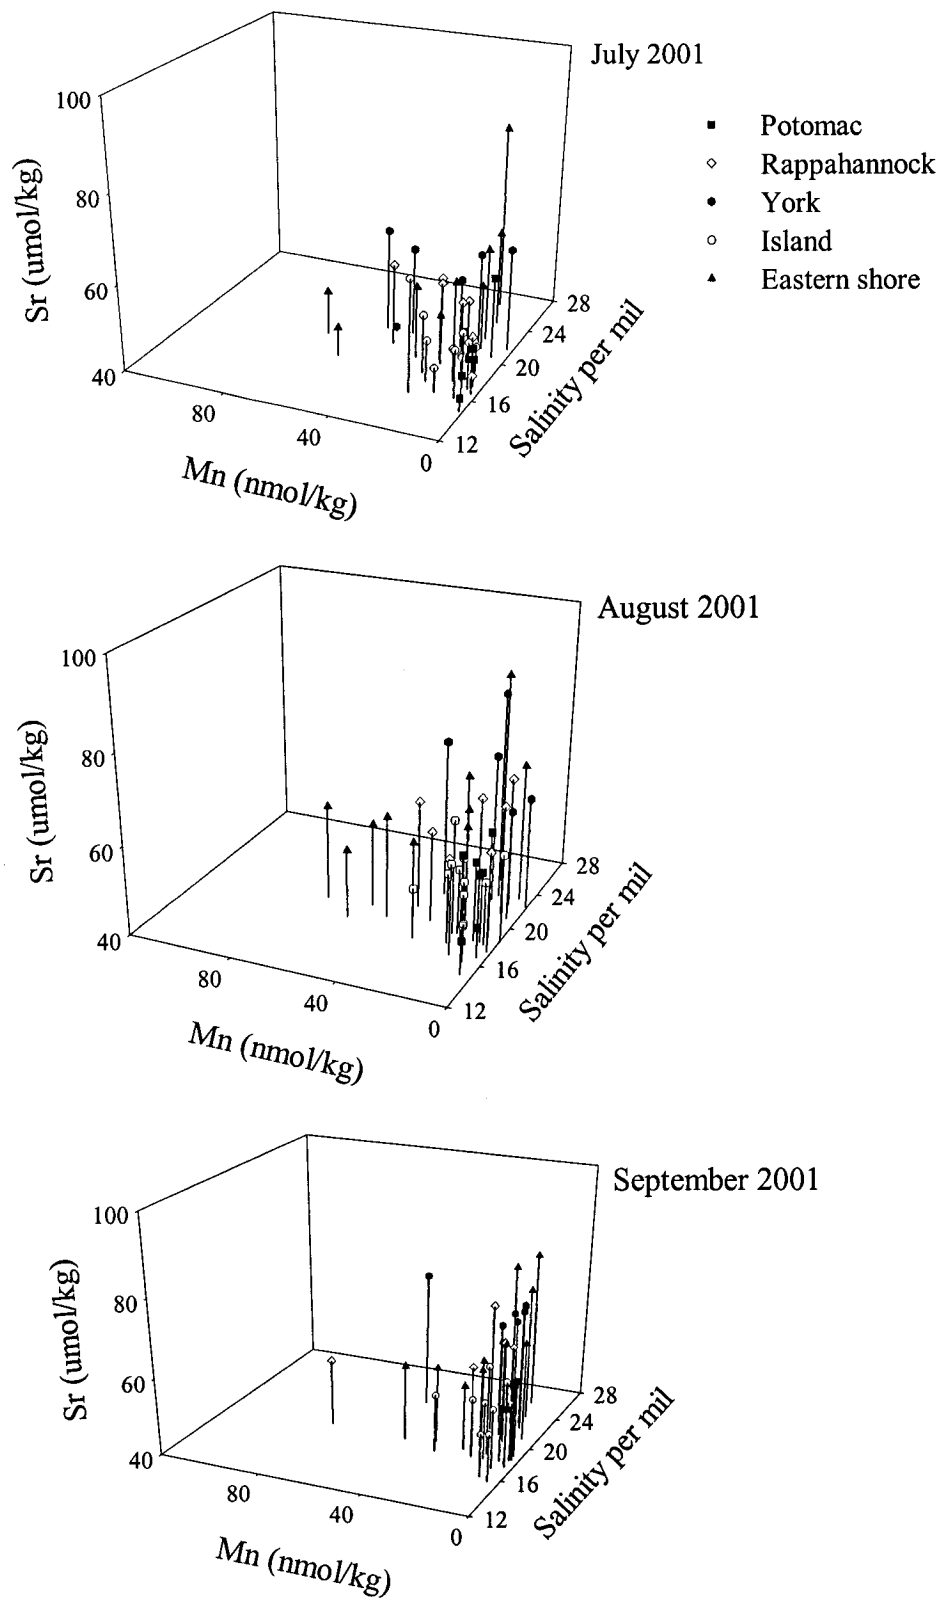 July 2001
Potomac
Rappahannock
York
Island
Eastern shore
100
80
60
40
Sr (umol/kg)
80
40
0
Mn (nmol/kg)
12
16
20
24
28
Salinity per mil
August 2001
100
80
60
40
Sr (umol/kg)
80
40
0
Mn (nmol/kg)
12
16
20
24
28
Salinity per mil
September 2001
100
80
60
40
Sr (umol/kg)
80
40
0
Mn (nmol/kg)
12
16
20
24
28
Salinity per mil